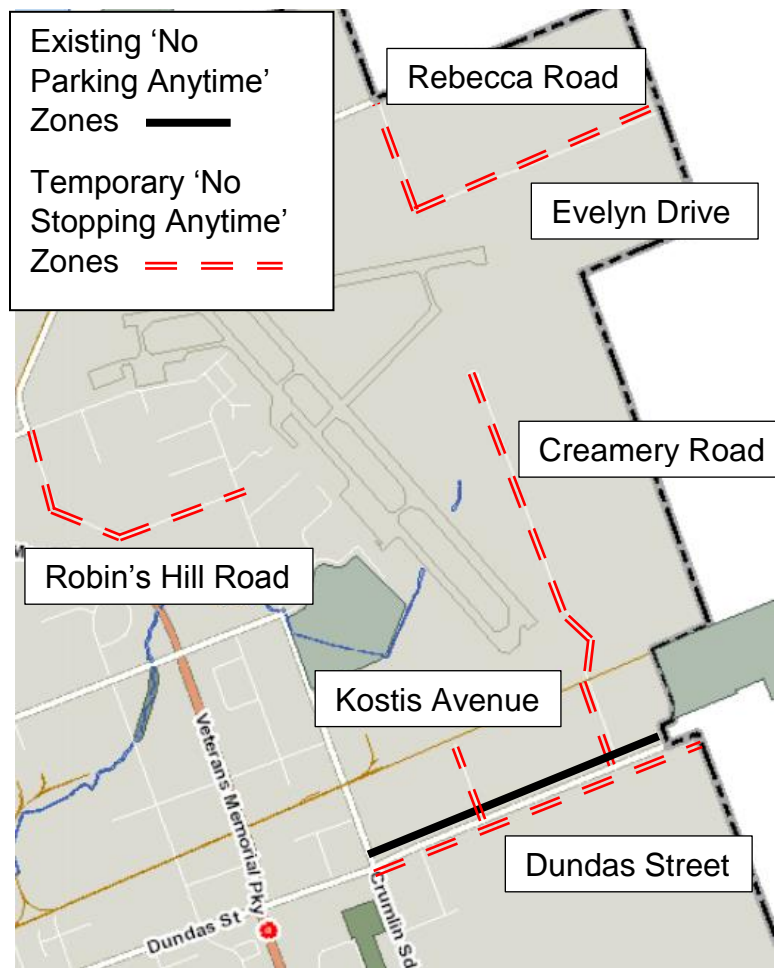 Existing ‘No
Parking Anytime’
Zones
Temporary ‘No
Stopping Anytime’
Zones
Rebecca Road
Evelyn Drive
Creamery Road
Robin’s Hill Road
Kostis Avenue
Veterans Memorial Pky
Dundas Street
Crumlin Sd
Dundas St